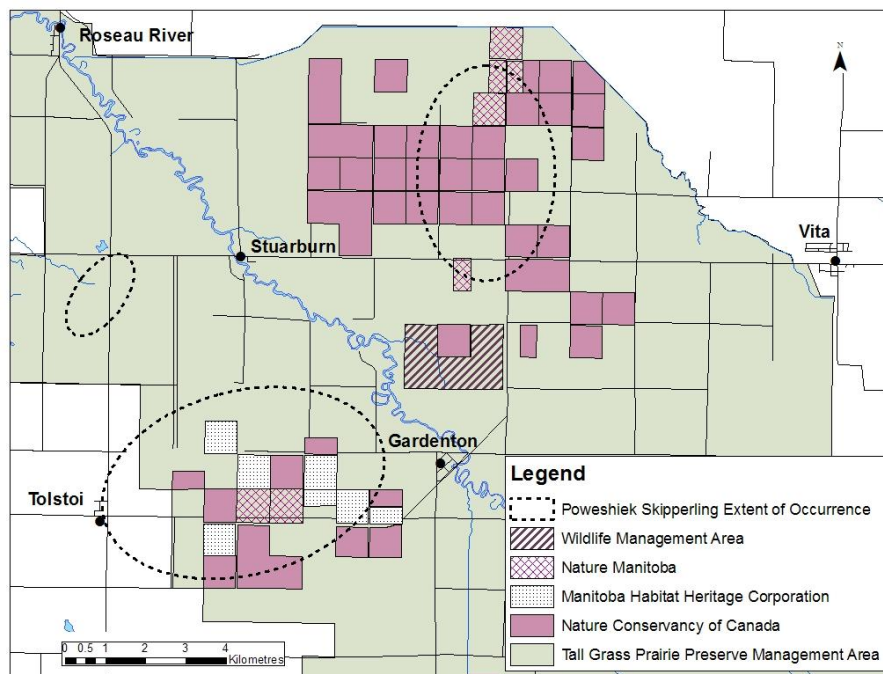 Roseau River
N
Vita
Stuarburn
Gardenton
Tolstoi
Legend
Poweshiek Skipperling Extent of Occurrence
Wildlife Management Area
Nature Manitoba
Manitoba Habitat Heritage Corporation
Nature Conservancy of Canada
Tall Grass Prairie Preserve Management Area
0 0.5 1 2 3 4
Kilometres